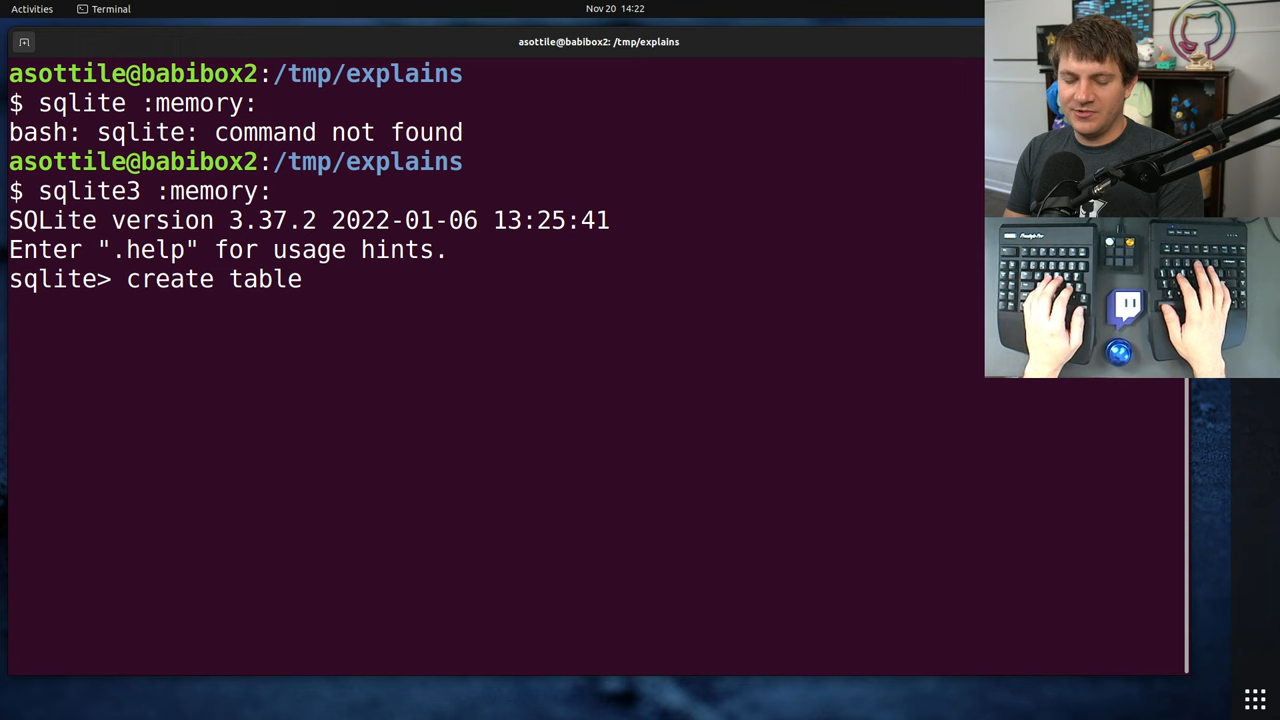 Activities
Terminal
Nov 20 14:22
asottile@babibox2: /tmp/explains
asottile@babibox2:/tmp/explains
$ sqlite :memory:
bash: sqlite: command not found
asottile@babibox2:/tmp/explains
$ sqlite3 :memory:
SQLite version 3.37.2 2022-01-06 13:25:41
Enter ".help" for usage hints.
sqlite> create table